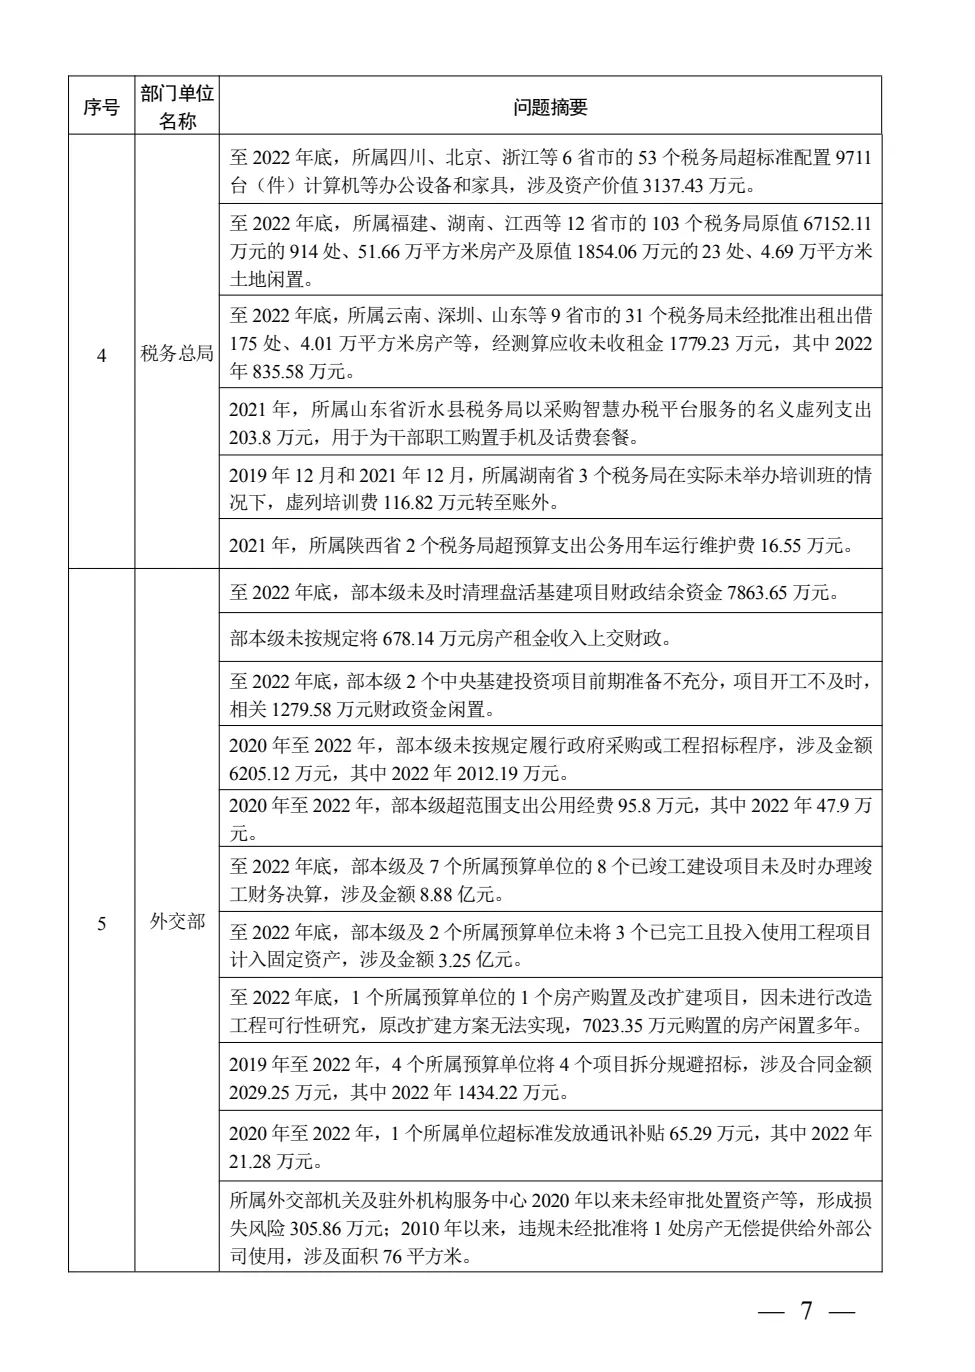 序号
部门单位
名称
问题摘要
4
税务总局
至 2022 年底，所属四川、北京、浙江等 6 省市的 53 个税务局超标准配置 9711
台（件）计算机等办公设备和家具，涉及资产价值 3137.43 万元。
至 2022 年底，所属福建、湖南、江西等 12 省市的 103 个税务局原值 67152.11
万元的 914 处、51.66 万平方米房产及原值 1854.06 万元的 23 处、4.69 万平方米
土地闲置。
至 2022 年底，所属云南、深圳、山东等 9 省市的 31 个税务局未经批准出租出借
175 处、4.01 万平方米房产等，经测算应收未收租金 1779.23 万元，其中 2022
年 835.58 万元。
2021 年，所属山东省沂水县税务局以采购智慧办税平台服务的名义虚列支出
203.8 万元，用于为干部职工购置手机及话费套餐。
2019 年 12 月和 2021 年 12 月，所属湖南省 3 个税务局在实际未举办培训班的情
况下，虚列培训费 116.82 万元转至账外。
2021 年，所属陕西省 2 个税务局超预算支出公务用车运行维护费 16.55 万元。
5
外交部
至 2022 年底，部本级未及时清理盘活基建项目财政结余资金 7863.65 万元。
部本级未按规定将 678.14 万元房产租金收入上交财政。
至 2022 年底，部本级 2 个中央基建投资项目前期准备不充分，项目开工不及时，
相关 1279.58 万元财政资金闲置。
2020 年至 2022 年，部本级未按规定履行政府采购或工程招标程序，涉及金额
6205.12 万元，其中 2022 年 2012.19 万元。
2020 年至 2022 年，部本级超范围支出公用经费 95.8 万元，其中 2022 年 47.9 万
元。
至 2022 年底，部本级及 7 个所属预算单位的 8 个已竣工建设项目未及时办理竣
工财务决算，涉及金额 8.88 亿元。
至 2022 年底，部本级及 2 个所属预算单位未将 3 个已完工且投入使用工程项目
计入固定资产，涉及金额 3.25 亿元。
至 2022 年底，1 个所属预算单位的 1 个房产购置及改扩建项目，因未进行改造
工程可行性研究，原改扩建方案无法实现，7023.35 万元购置的房产闲置多年。
2019 年至 2022 年，4 个所属预算单位将 4 个项目拆分规避招标，涉及合同金额
2029.25 万元，其中 2022 年 1434.22 万元。
2020 年至 2022 年，1 个所属单位超标准发放通讯补贴 65.29 万元，其中 2022 年
21.28 万元。
所属外交部机关及驻外机构服务中心 2020 年以来未经审批处置资产等，形成损
失风险 305.86 万元；2010 年以来，违规未经批准将 1 处房产无偿提供给外部公
司使用，涉及面积 76 平方米。
— 7 —